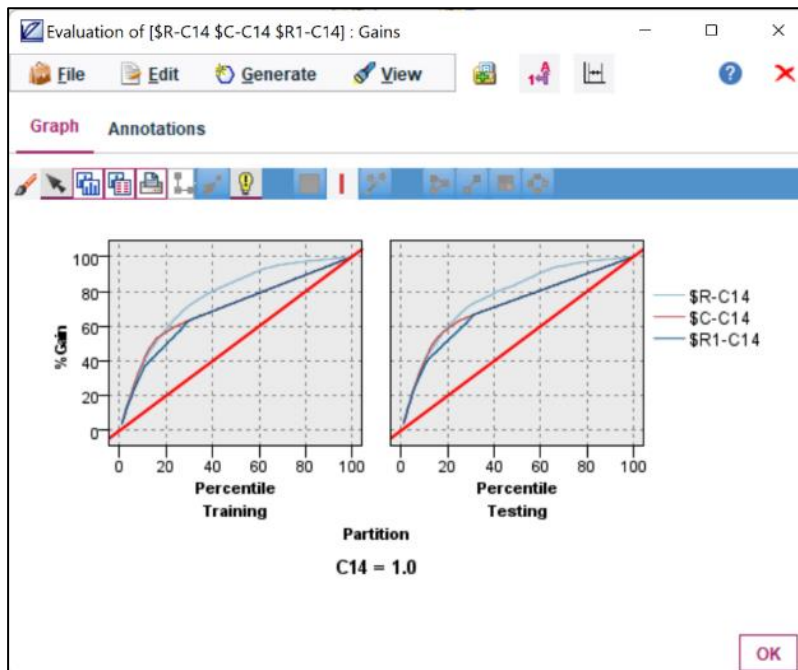 Evaluation of [$R-C14 $C-C14 $R1-C14] : Gains
File Edit Generate View
Graph Annotations
%Gain
100
80
60
40
20
0
0 20 40 60 80 100
Percentile
Training
0 20 40 60 80 100
Percentile
Testing
$R-C14
$C-C14
$R1-C14
Partition
C14 = 1.0
OK